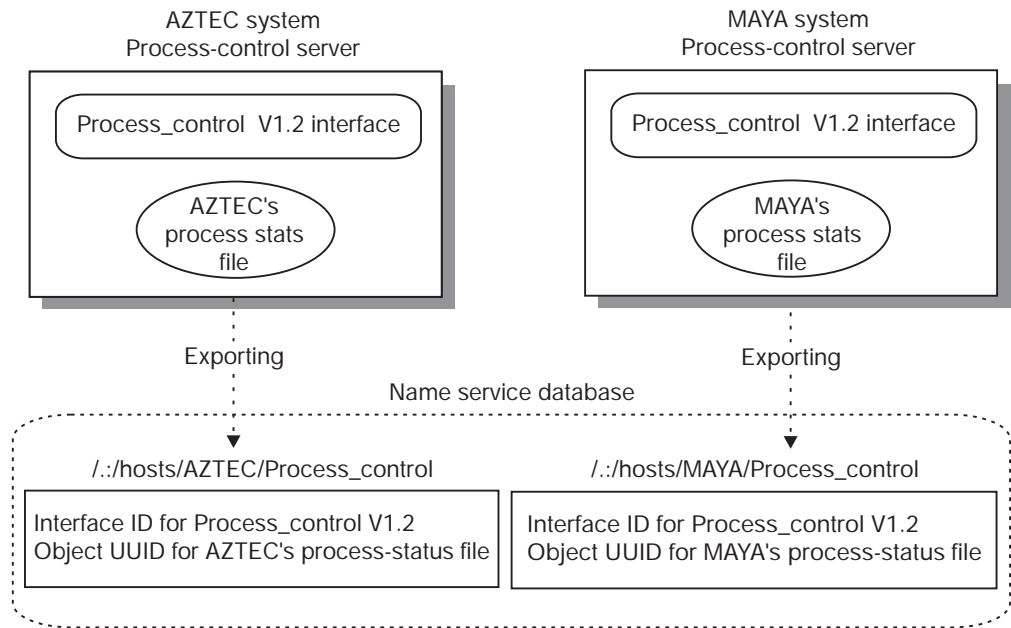 AZTEC system
Process-control server
Process_control V1.2 interface
AZTEC's
process stats
file
Exporting
MAYA system
Process-control server
Process_control V1.2 interface
MAYA's
process stats
file
Exporting
Name service database
/.:/hosts/AZTEC/Process_control
Interface ID for Process_control V1.2
Object UUID for AZTEC's process-status file
/.:/hosts/MAYA/Process_control
Interface ID for Process_control V1.2
Object UUID for MAYA's process-status file